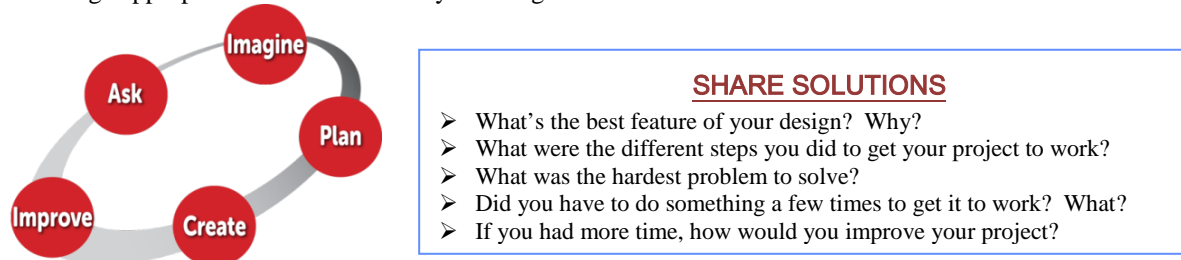 Imagine
Ask
Plan
Improve
Create
SHARE SOLUTIONS
➢ What's the best feature of your design?  Why?
➢ What were the different steps you did to get your project to work?
➢ What was the hardest problem to solve?
➢ Did you have to do something a few times to get it to work?  What?
➢ If you had more time, how would you improve your project?